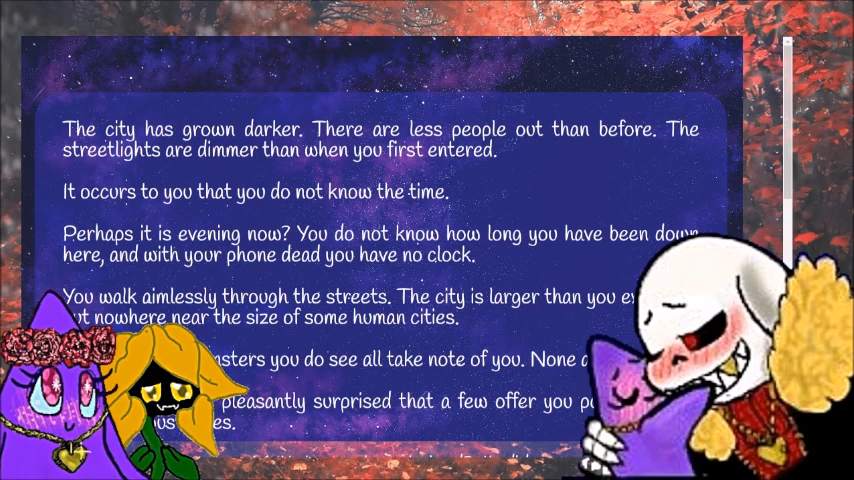 The city has grown darker. There are less people out than before. The
streetlights are dimmer than when you first entered.
It occurs to you that you do not know the time.
Perhaps it is evening now? You do not know how long you have been down
here, and with your phone dead you have no clock.
You walk aimlessly through the streets. The city is larger than you
nowhere near the size of some human cities.
you do see all take note of you. None
pleasantly surprised that a few offer you